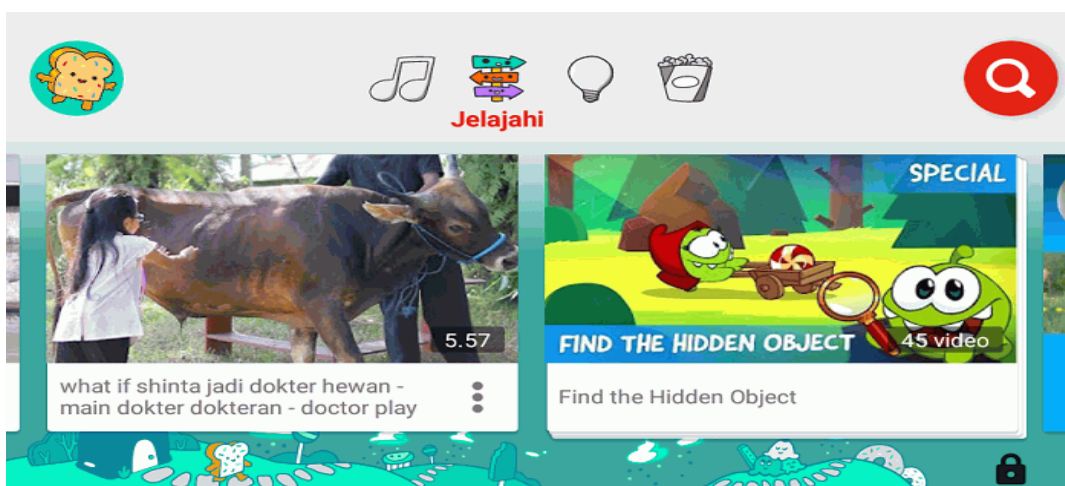 Jelajahi
5.57
what if shinta jadi dokter hewan -
main dokter dokteran - doctor play
SPECIAL
FIND THE HIDDEN OBJECT
45 video
Find the Hidden Object